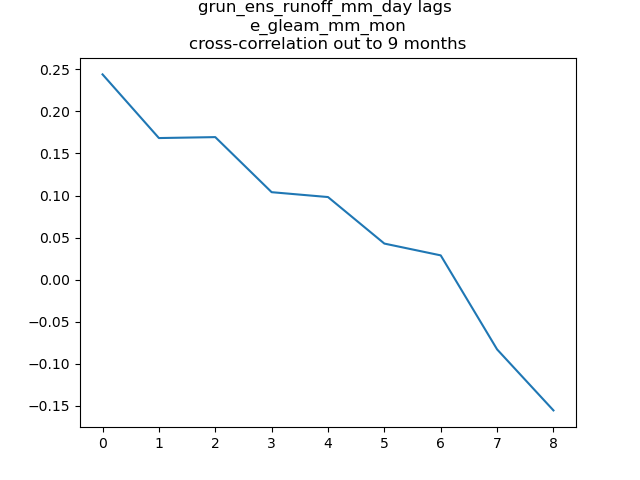 grun_ens_runoff_mm_day lags
e_gleam_mm_mon
cross-correlation out to 9 months
0.25
0.20
0.15
0.10
0.05
0.00
−0.05
−0.10
−0.15
0 1 2 3 4 5 6 7 8